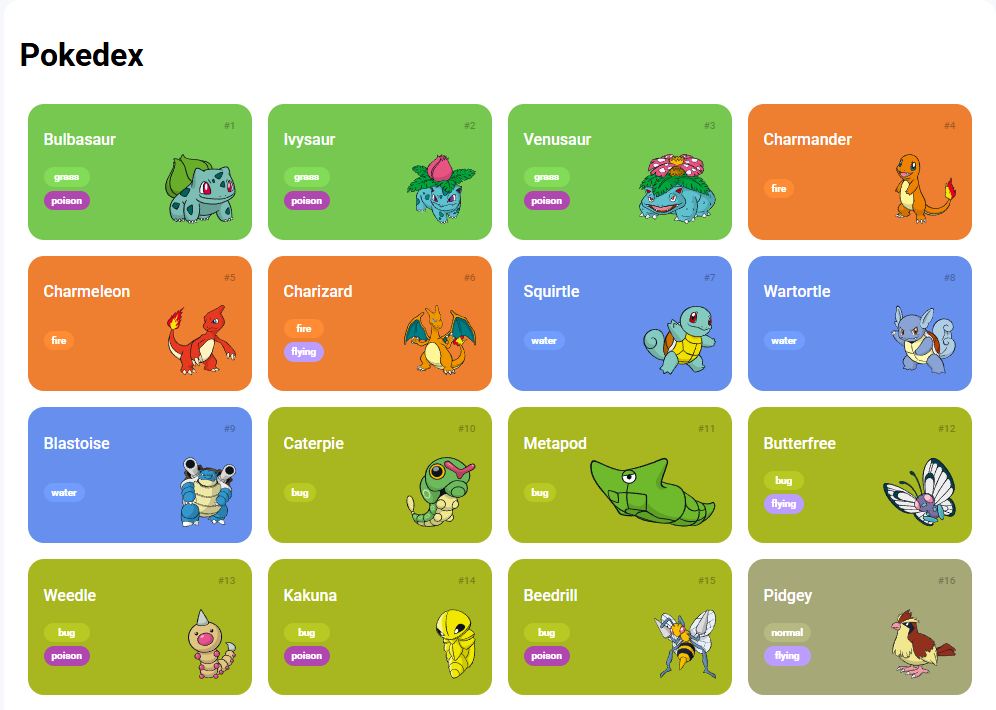 Pokedex
#1
Bulbasaur
grass
poison
#2
Ivysaur
grass
poison
#3
Venusaur
grass
poison
#4
Charmander
fire
#5
Charmeleon
fire
#6
Charizard
fire
flying
#7
Squirtle
water
#8
Wartortle
water
#9
Blastoise
water
#10
Caterpie
bug
#11
Metapod
bug
#12
Butterfree
bug
flying
#13
Weedle
bug
poison
#14
Kakuna
bug
poison
#15
Beedrill
bug
poison
#16
Pidgey
normal
flying